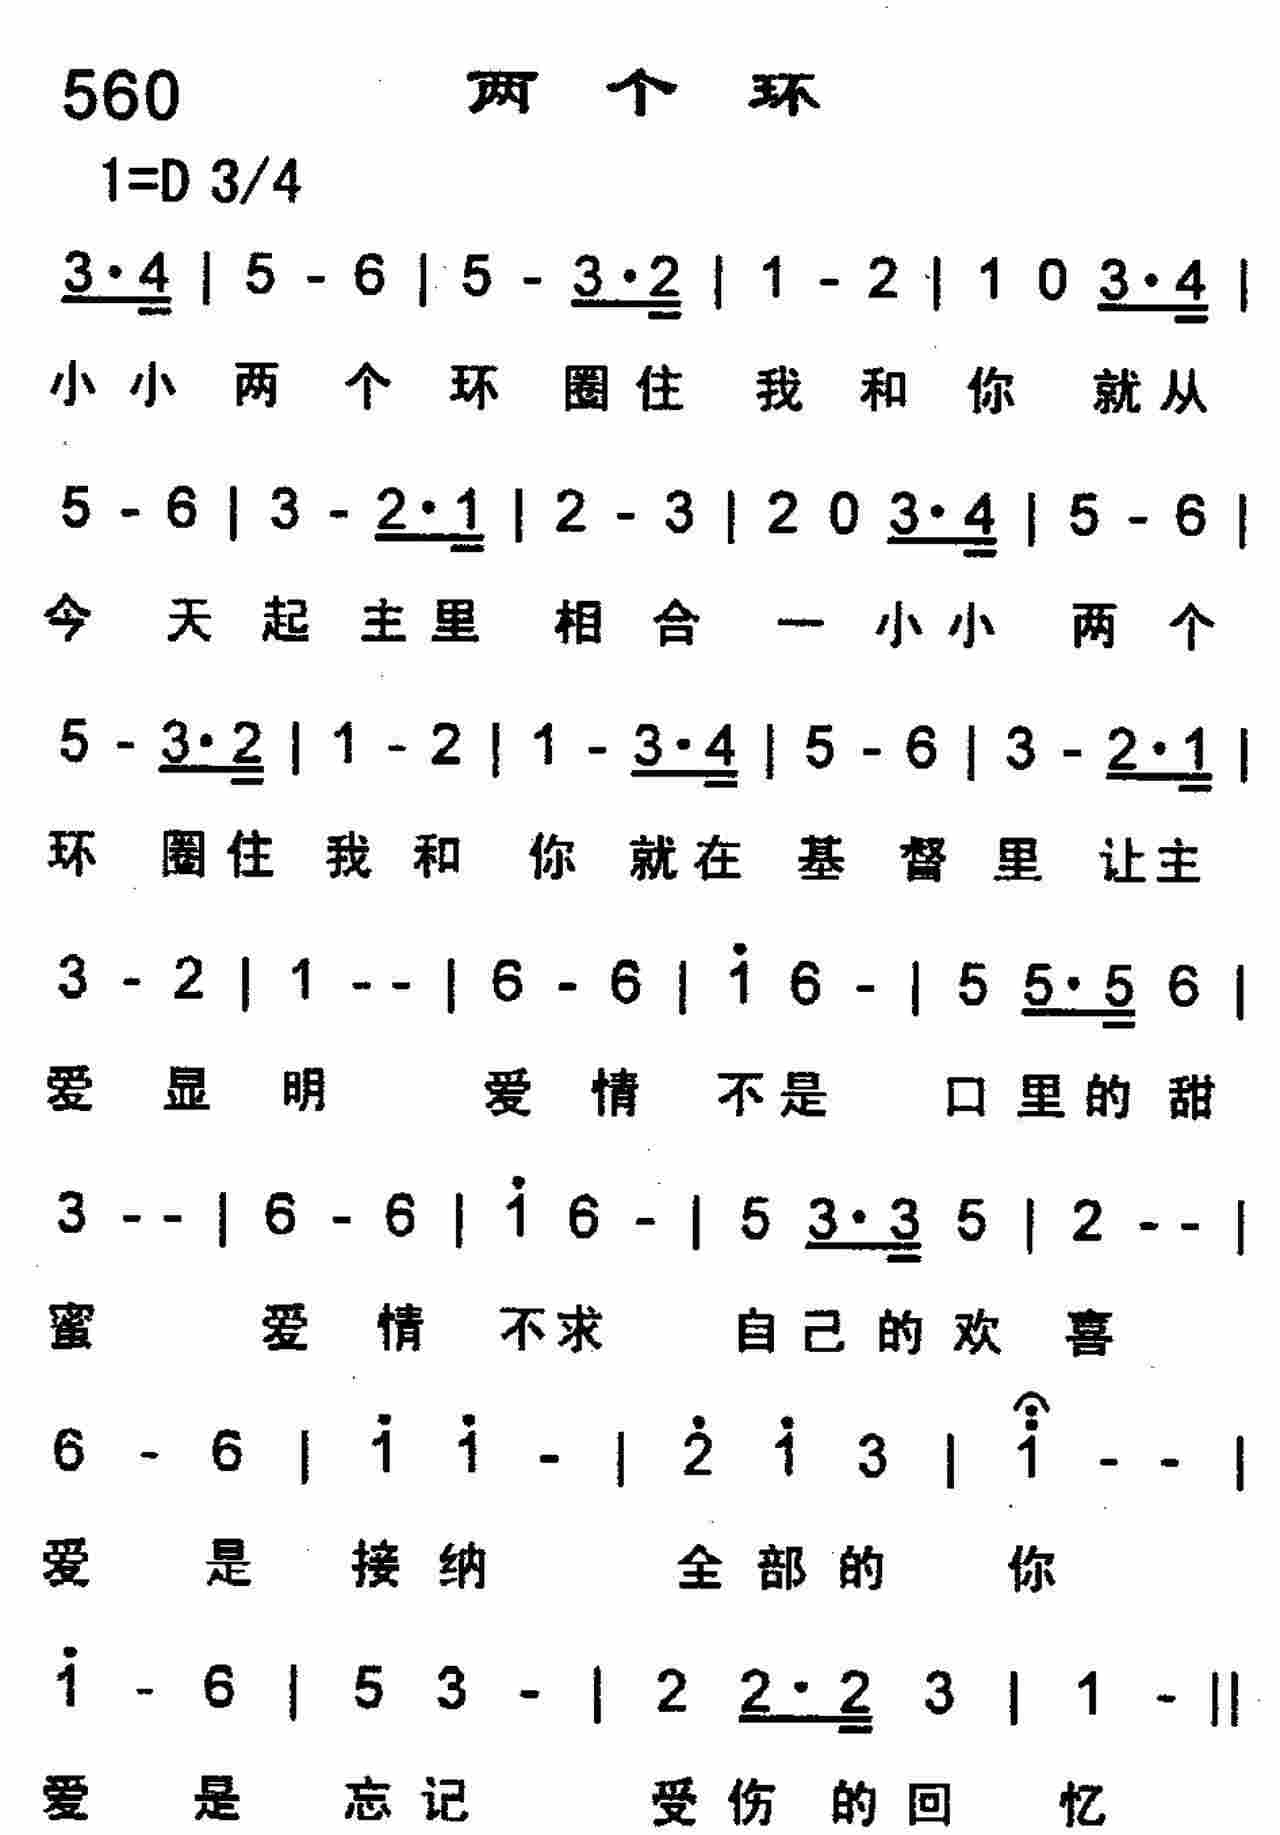 560 两个环
1=D 3/4
3·4 | 5 - 6 | 5 - 3·2 | 1 - 2 | 1 0 3·4 |
小小两个环圈住我和你就从
5 - 6 | 3 - 2·1 | 2 - 3 | 2 0 3·4 | 5 - 6 |
今天起主里相合一小小两个
5 - 3·2 | 1 - 2 | 1 - 3·4 | 5 - 6 | 3 - 2·1 |
环圈住我和你就在基督里让主
3 - 2 | 1 - - | 6 - 6 | 1̇ 6 - | 5 5·5 6 |
爱显明爱情不是口里的甜
3 - - | 6 - 6 | 1̇ 6 - | 5 3·3 5 | 2 - - |
蜜爱情不求自己的欢喜
6 - 6 | 1̇ 1̇ - | 2̇ 1̇ 3 | 1̇ - - |
爱是接纳全部的你
1̇ - 6 | 5 3 - | 2 2·2 3 | 1 - ||
爱是忘记受伤的回忆